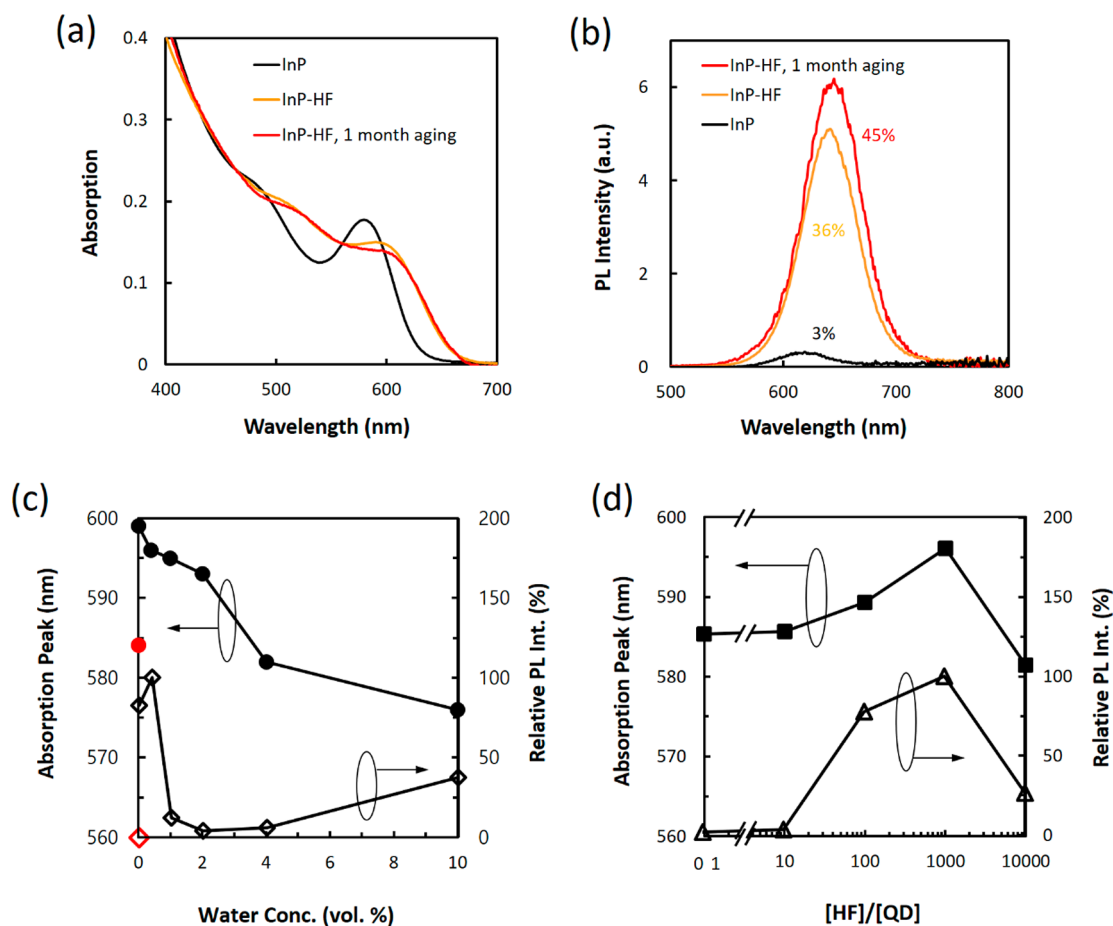 (a)
0.4
0.3
0.2
0.1
0
Absorption
InP
InP-HF
InP-HF, 1 month aging
400
500
600
700
Wavelength (nm)
(b)
6
4
2
0
PL Intensity (a.u.)
InP-HF, 1 month aging
InP-HF
InP
45%
36%
3%
500
600
700
800
Wavelength (nm)
(c)
600
590
580
570
560
Absorption Peak (nm)
200
150
100
50
0
Relative PL Int. (%)
0
2
4
6
8
10
Water Conc. (vol. %)
(d)
600
590
580
570
560
Absorption Peak (nm)
200
150
100
50
0
Relative PL Int. (%)
0 1
10
100
1000
10000
[HF]/[QD]